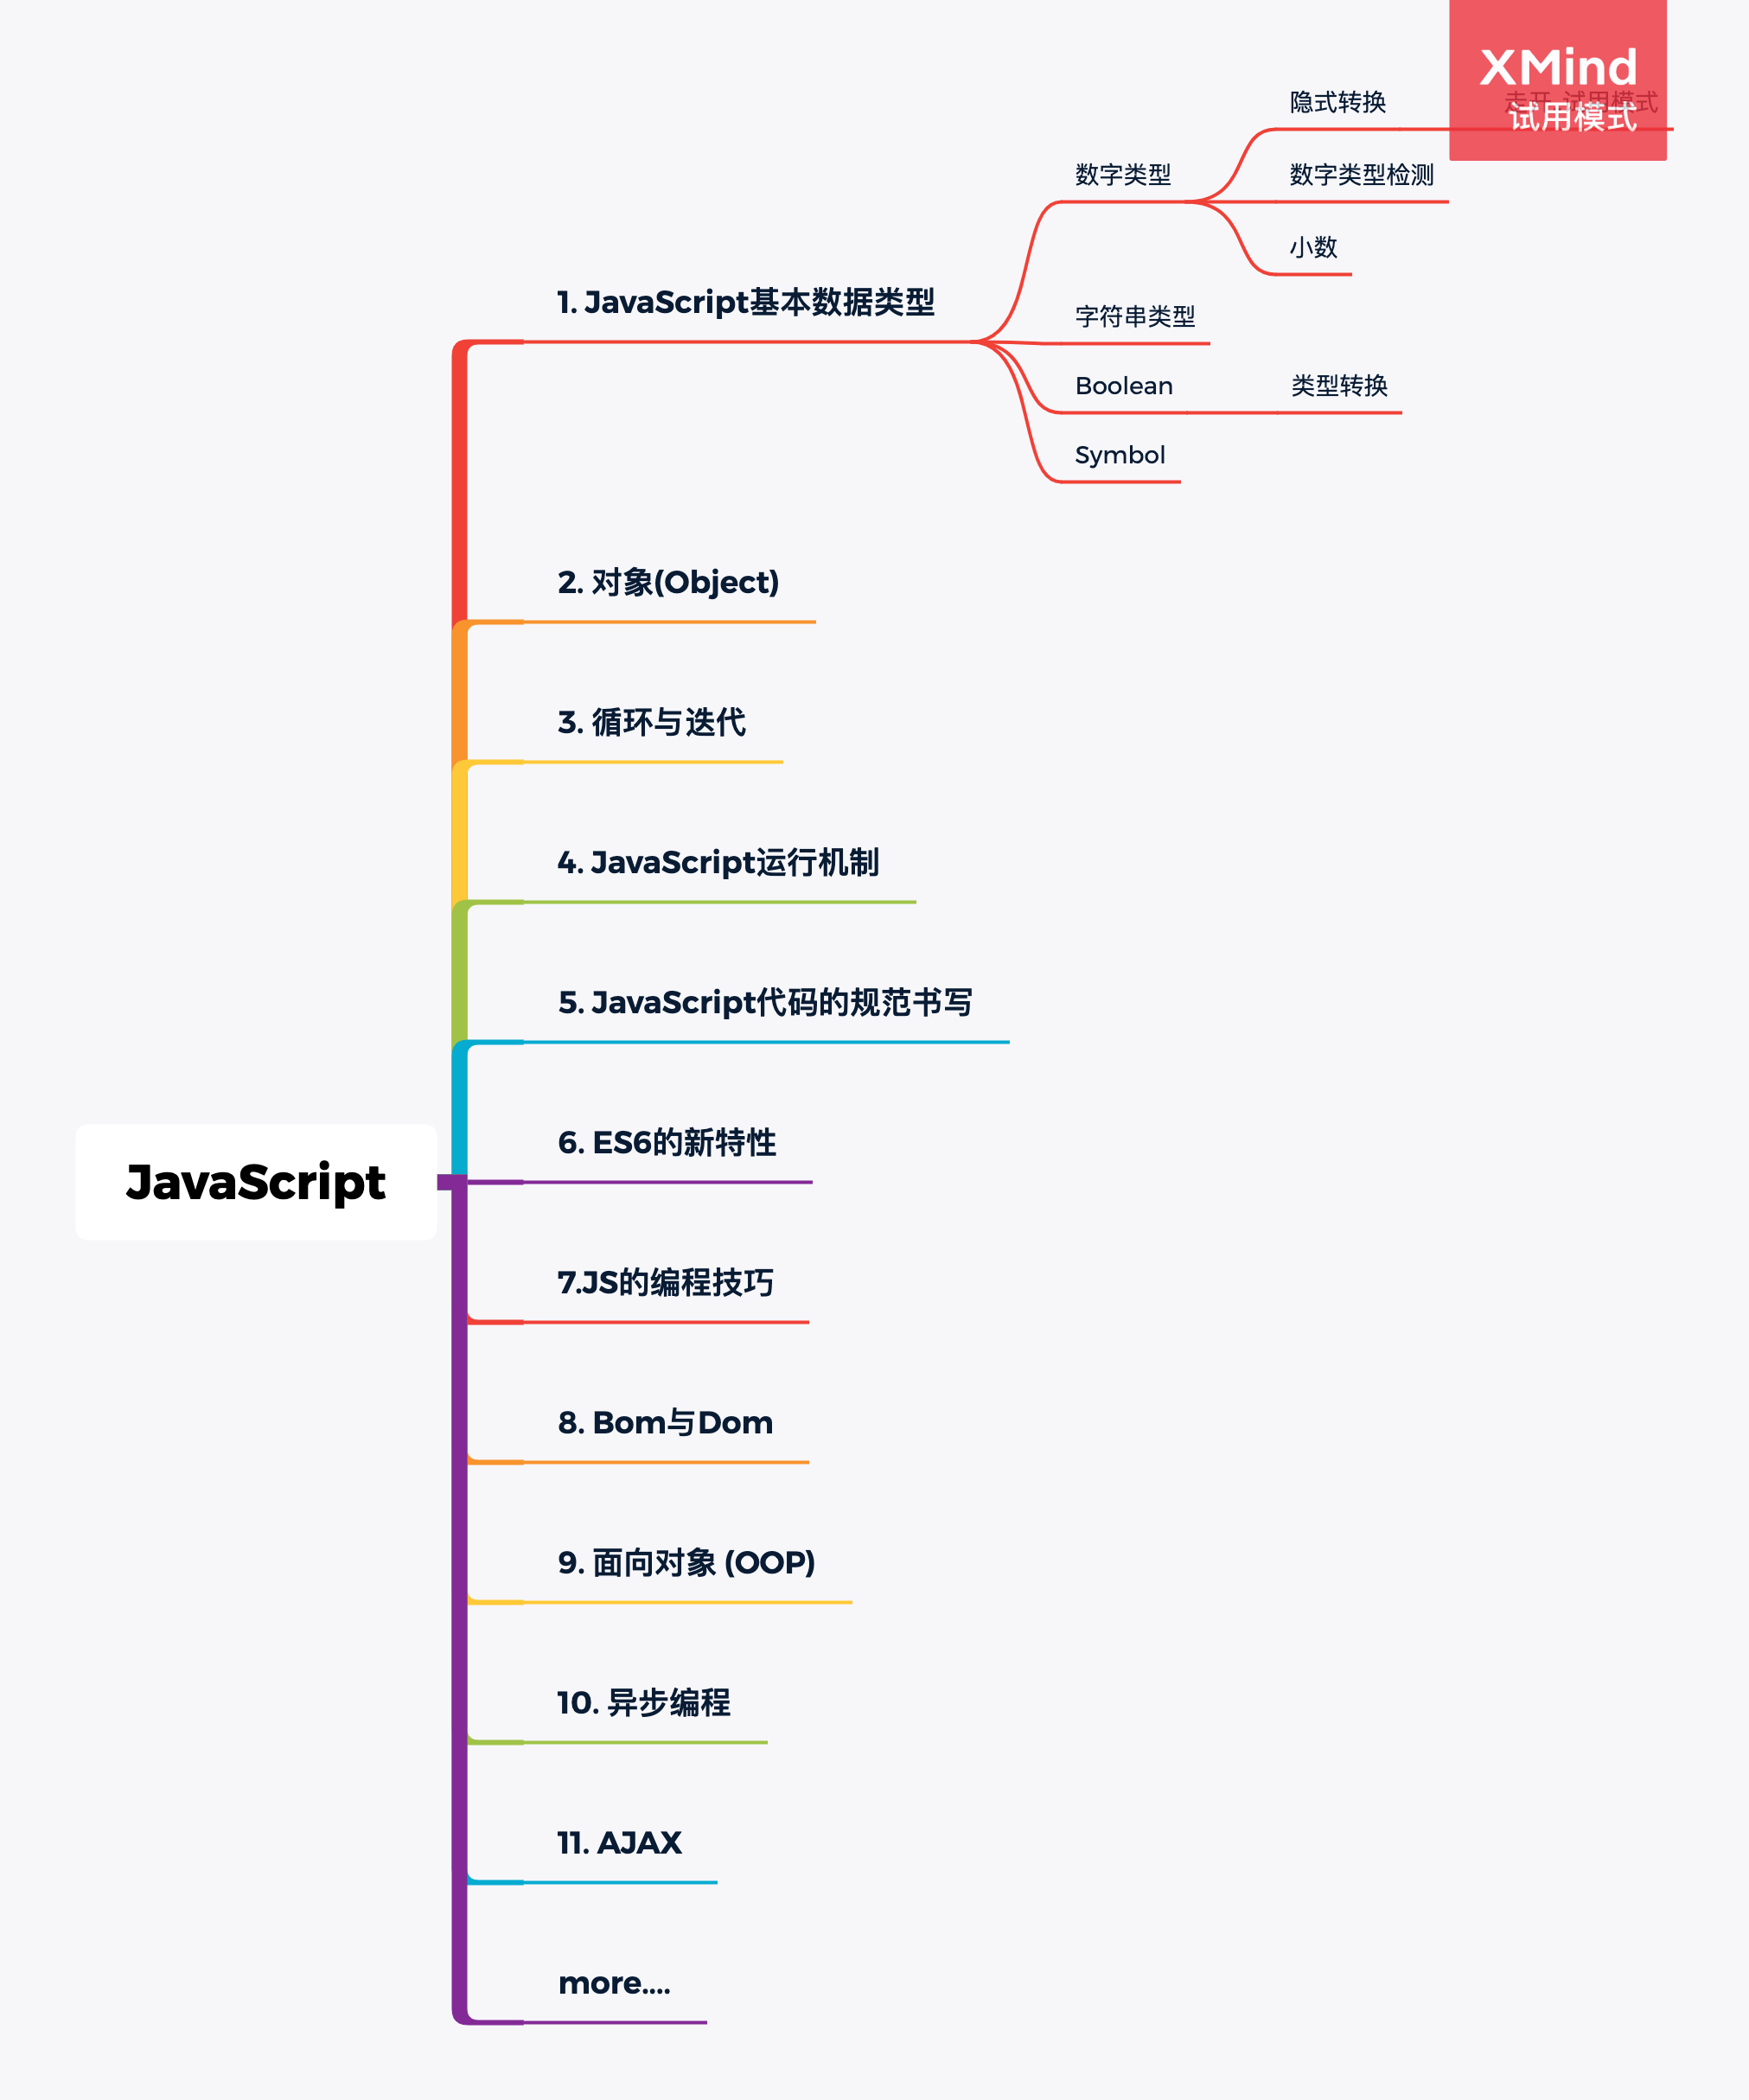 XMind
试用模式
走开 试用模式
隐式转换
数字类型
数字类型检测
小数
1. JavaScript基本数据类型
字符串类型
Boolean
类型转换
Symbol
2. 对象(Object)
3. 循环与迭代
4. JavaScript运行机制
5. JavaScript代码的规范书写
JavaScript
6. ES6的新特性
7.JS的编程技巧
8. Bom与Dom
9. 面向对象 (OOP)
10. 异步编程
11. AJAX
more....